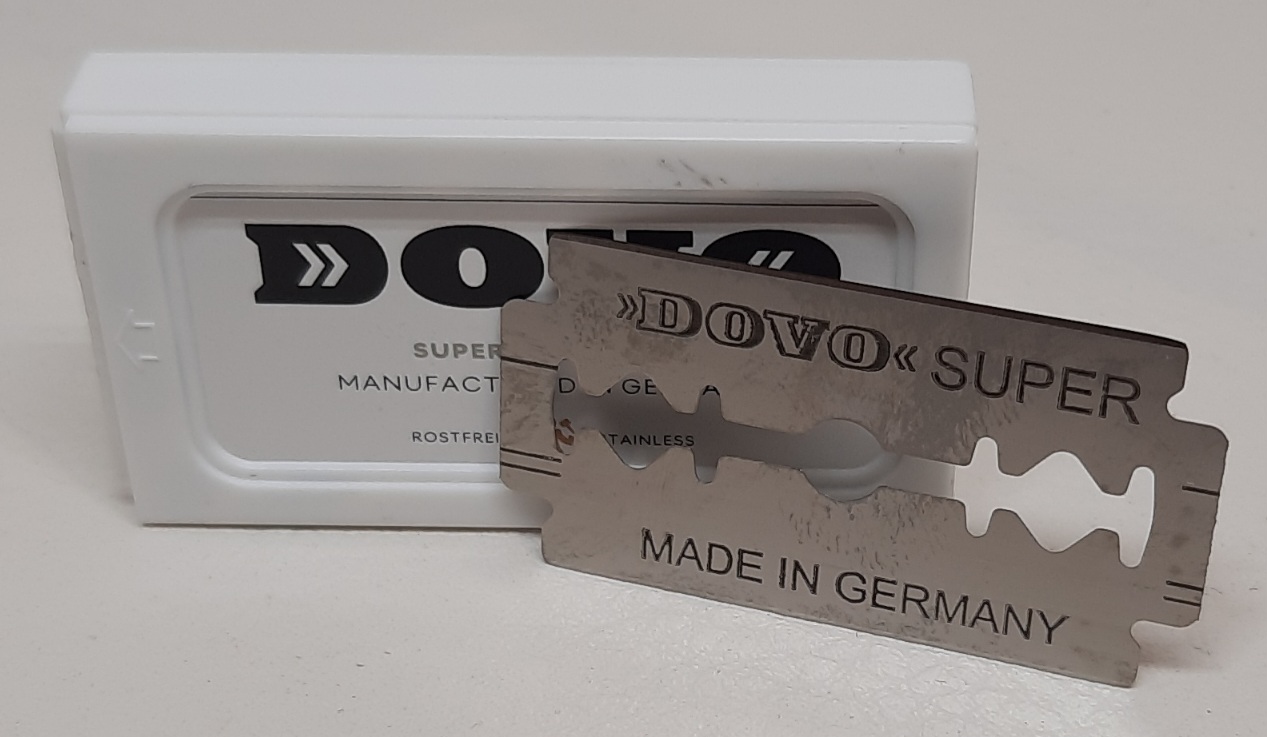 DOVO
SUPER
MANUFACT
ROSTFREI TAINLESS
»DOVO« SUPER
MADE IN GERMANY